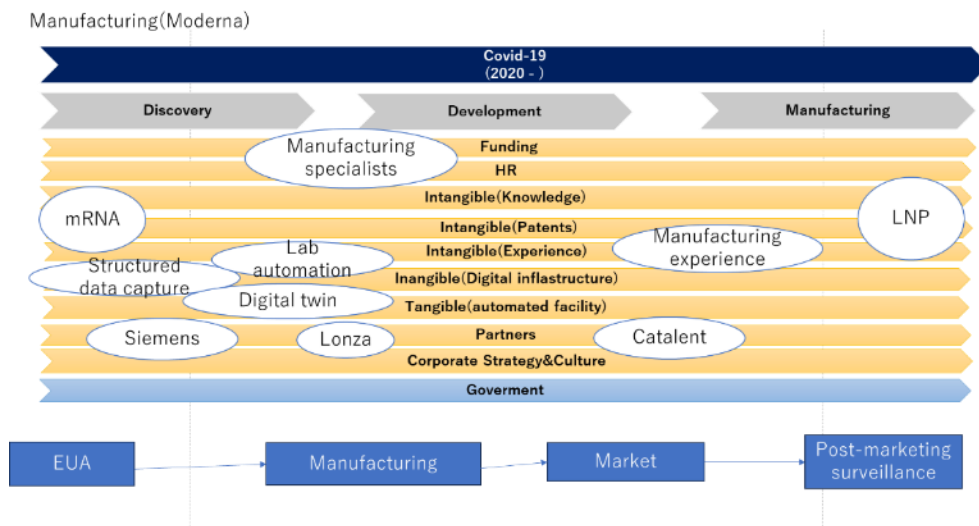 Manufacturing(Moderna)
Covid-19
(2020 - )
Discovery
Development
Manufacturing
Manufacturing
specialists
Funding
HR
Intangible(Knowledge)
mRNA
LNP
Intangible(Patents)
Intangible(Experience)
Manufacturing
experience
Lab
automation
Structured
data capture
Inangible(Digital inflastructure)
Digital twin
Tangible(automated facility)
Siemens
Lonza
Partners
Catalent
Corporate Strategy&Culture
Goverment
EUA
Manufacturing
Market
Post-marketing
surveillance